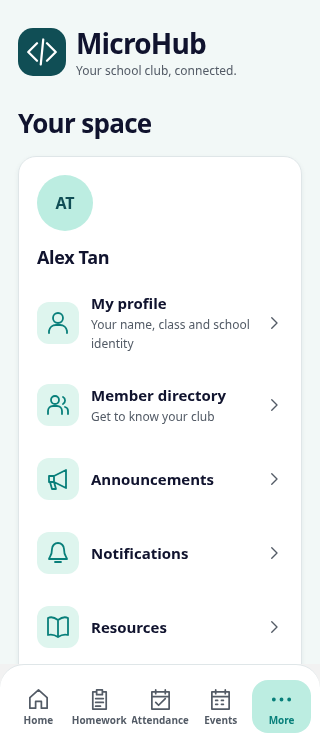 MicroHub
Your school club, connected.
Your space
AT
Alex Tan
My profile
Your name, class and school
identity
Member directory
Get to know your club
Announcements
Notifications
Resources
Home
Homework
Attendance
Events
More